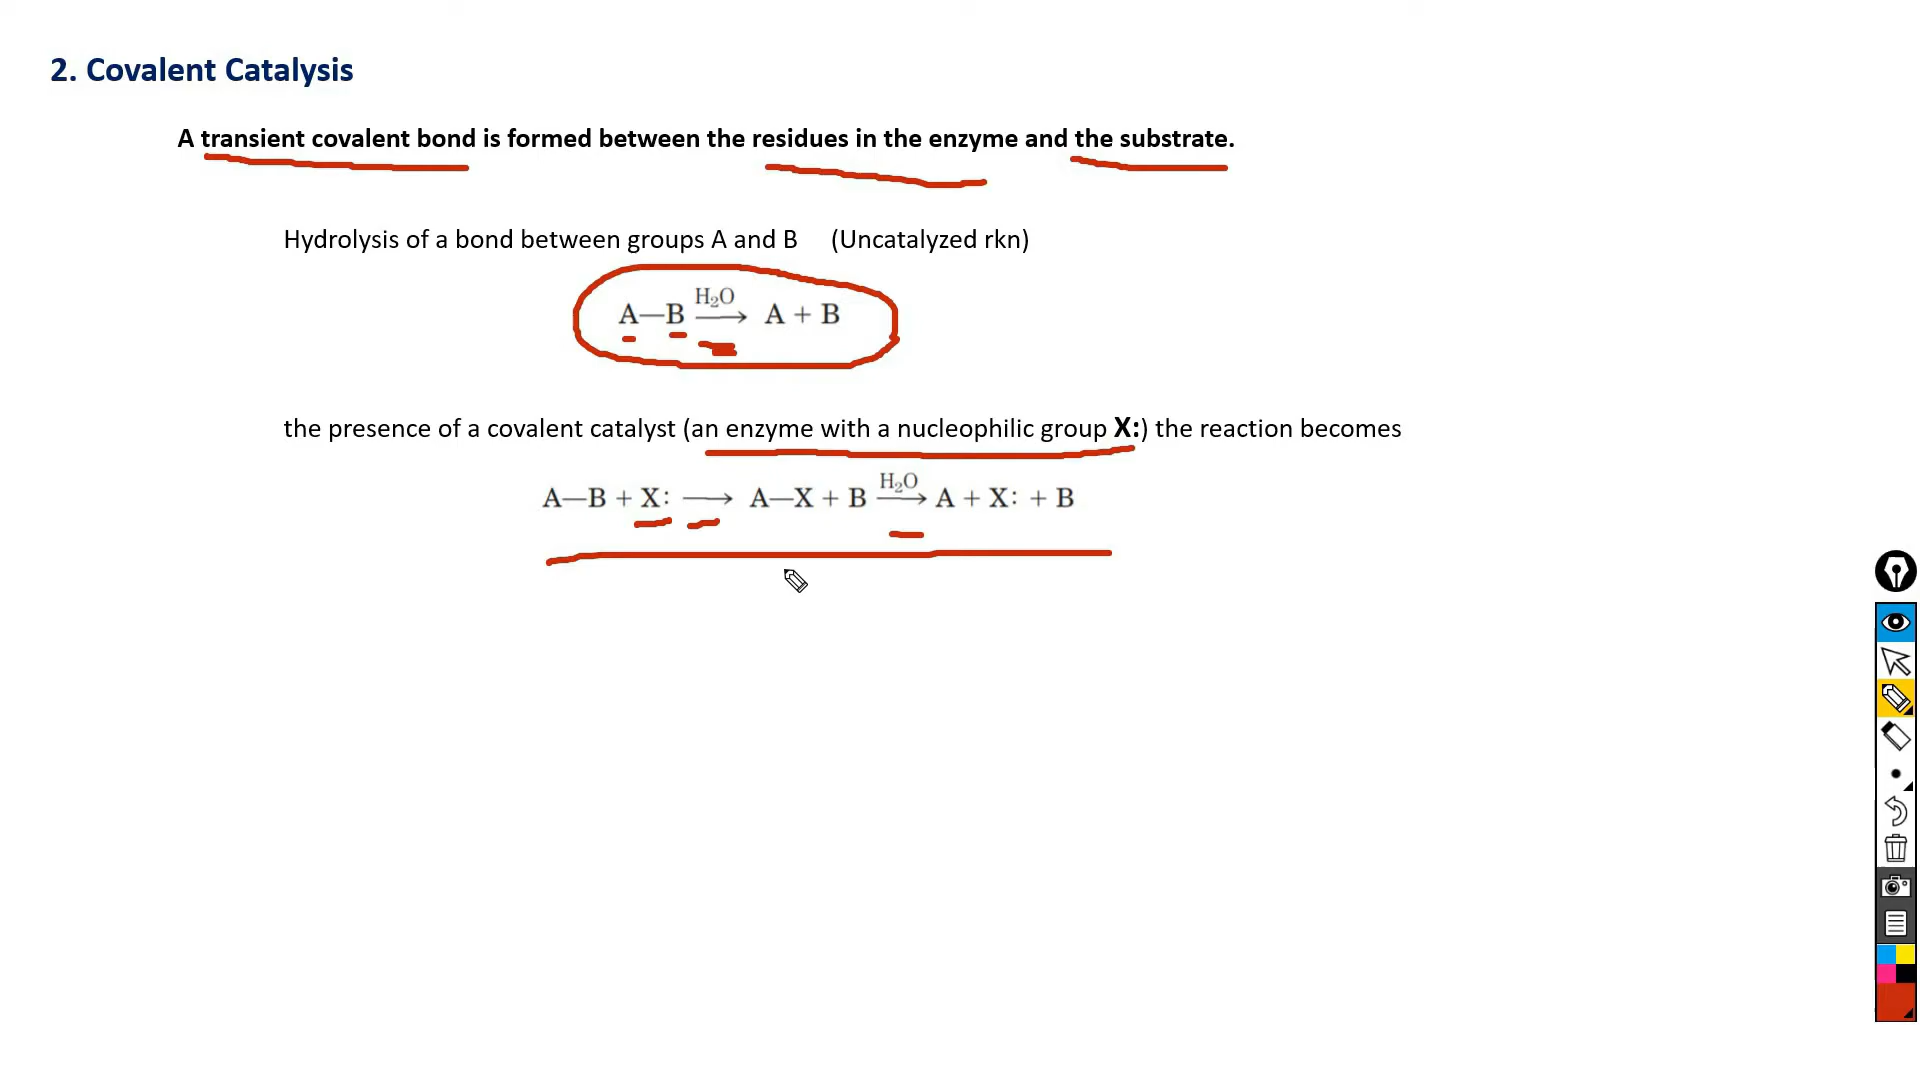 2. Covalent Catalysis
A transient covalent bond is formed between the residues in the enzyme and the substrate.
Hydrolysis of a bond between groups A and B (Uncatalyzed rkn)
A—B H₂O⟶ A + B
the presence of a covalent catalyst (an enzyme with a nucleophilic group X:) the reaction becomes
A—B + X: ⟶ A—X + B H₂O⟶ A + X: + B